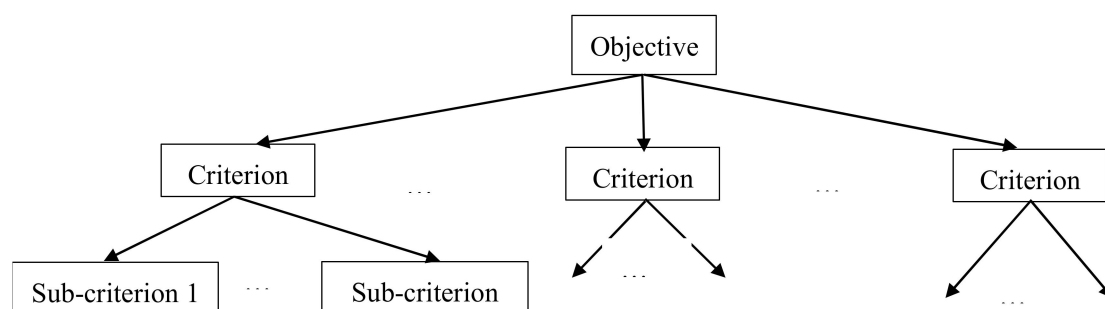 Objective
Criterion
...
Criterion
...
Criterion
Sub-criterion 1
...
Sub-criterion
...
...